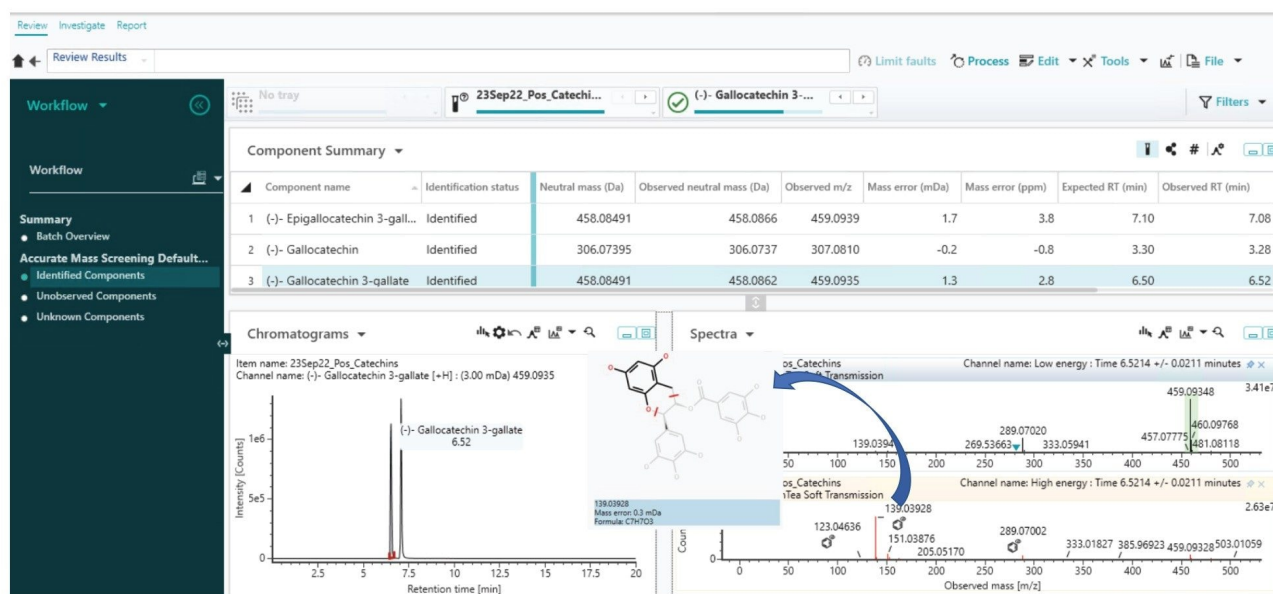 Review Investigate Report
Review Results
Limit faults Process Edit Tools File
Workflow
No tray
23Sep22_Pos_Catechi...
(-)- Gallocatechin 3-...
Filters
Workflow
Summary
Batch Overview
Accurate Mass Screening Default...
Identified Components
Unobserved Components
Unknown Components
Component Summary
#
Component name Identification status Neutral mass (Da) Observed neutral mass (Da) Observed m/z Mass error (mDa) Mass error (ppm) Expected RT (min) Observed RT (min)
1 (-)- Epigallocatechin 3-gall... Identified 458.08491 458.0866 459.0939 1.7 3.8 7.10 7.08
2 (-)- Gallocatechin Identified 306.07395 306.0737 307.0810 -0.2 -0.8 3.30 3.28
3 (-)- Gallocatechin 3-gallate Identified 458.08491 458.0862 459.0935 1.3 2.8 6.50 6.52
Chromatograms
Item name: 23Sep22_Pos_Catechins
Channel name: (-)- Gallocatechin 3-gallate [+H] : (3.00 mDa) 459.0935
(-)- Gallocatechin 3-gallate
6.52
Intensity [Counts]
1e6
5e5
0
2.5 5 7.5 10 12.5 15 17.5 20
Retention time [min]
139.03928
Mass error: 0.3 mDa
Formula: C7H7O3
Spectra
os_Catechins Channel name: Low energy : Time 6.5214 +/- 0.0211 minutes
Tea Soft Transmission
3.41e7
459.09348
460.09768
457.07775
481.08118
289.07020
139.0394
269.53663
333.05941
50 100 150 200 250 300 350 400 450 500
os_Catechins Channel name: High energy : Time 6.5214 +/- 0.0211 minutes
nTea Soft Transmission
2.63e7
139.03928
123.04636
151.03876
205.05170
289.07002
333.01827 385.96923 459.09328 503.01059
Coun
0
0 50 100 150 200 250 300 350 400 450 500
Observed mass [m/z]